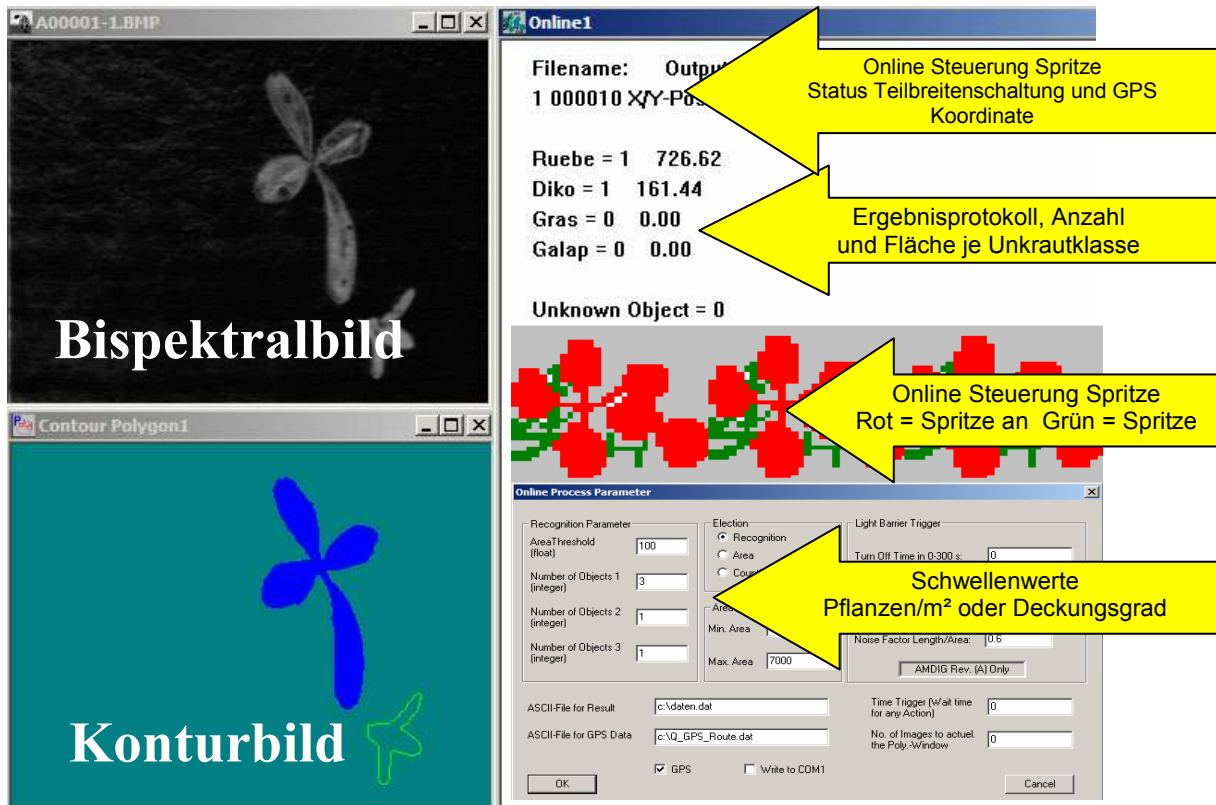 A00001-1.BMP
Bispektralbild
Contour Polygon1
Konturbild
Online1
Filename: Output
1 000010 X/Y-Pos
Ruebe = 1 726.62
Diko = 1 161.44
Gras = 0 0.00
Galap = 0 0.00
Unknown Object = 0
Online Steuerung Spritze
Status Teilbreitenschaltung und GPS
Koordinate
Ergebnisprotokoll, Anzahl
und Fläche je Unkrautklasse
Online Steuerung Spritze
Rot = Spritze an Grün = Spritze
Schwellenwerte
Pflanzen/m² oder Deckungsgrad
Online Process Parameter
Recognition Parameter
AreaThreshold
(float)
100
Number of Objects 1
(integer)
3
Number of Objects 2
(integer)
1
Number of Objects 3
(integer)
1
Election
Recognition
Area
Count
Area
Min. Area
Max. Area
7000
Light Barrier Trigger
Turn Off Time in 0-300 s:
0
Noise Factor Length/Area:
0.6
AMDIG Rev. (A) Only
ASCII-File for Result
c:\daten.dat
ASCII-File for GPS Data
c:\Q_GPS_Route.dat
Time Trigger (Wait time
for any Action)
0
No. of Images to actuel.
the Poly.-Window
0
GPS
Write to COM1
OK
Cancel